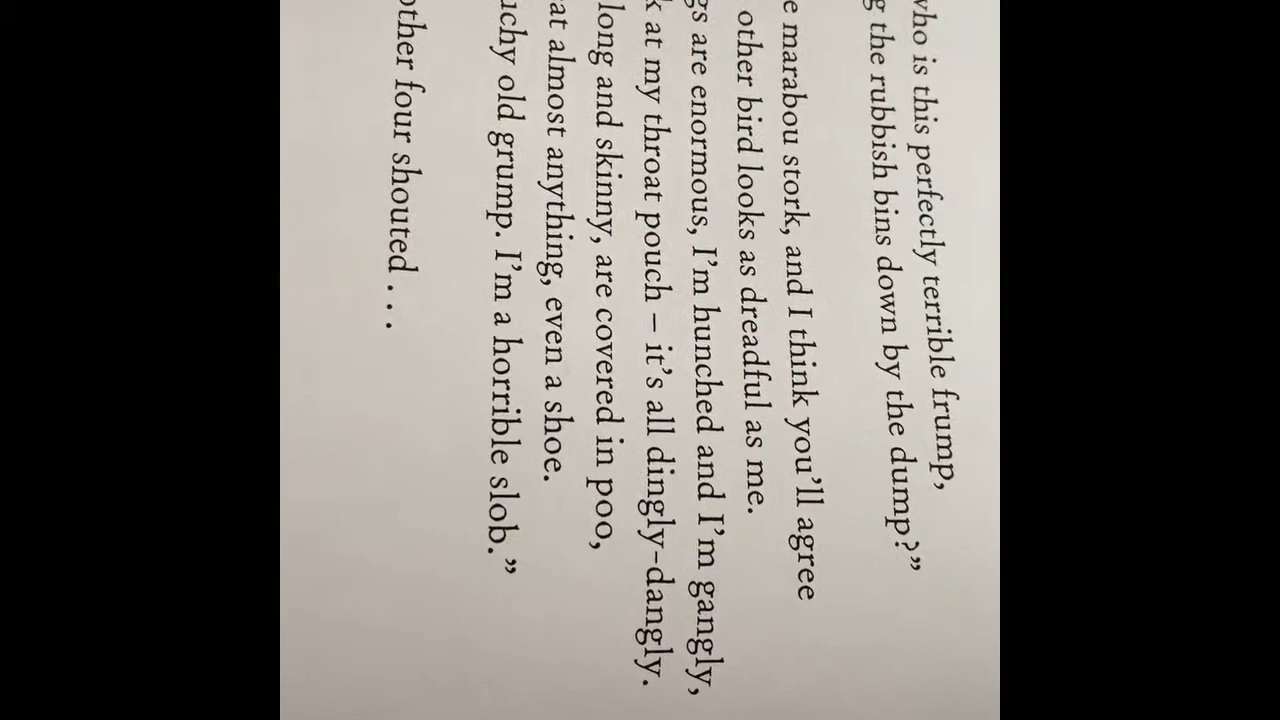 who is this perfectly terrible frump,
the rubbish bins down by the dump?”
marabou stork, and I think you’ll agree
other bird looks as dreadful as me.
are enormous, I’m hunched and I’m gangly,
at my throat pouch – it’s all dingly-dangly.
long and skinny, are covered in poo,
almost anything, even a shoe.
old grump. I’m a horrible slob.”
other four shouted . . .